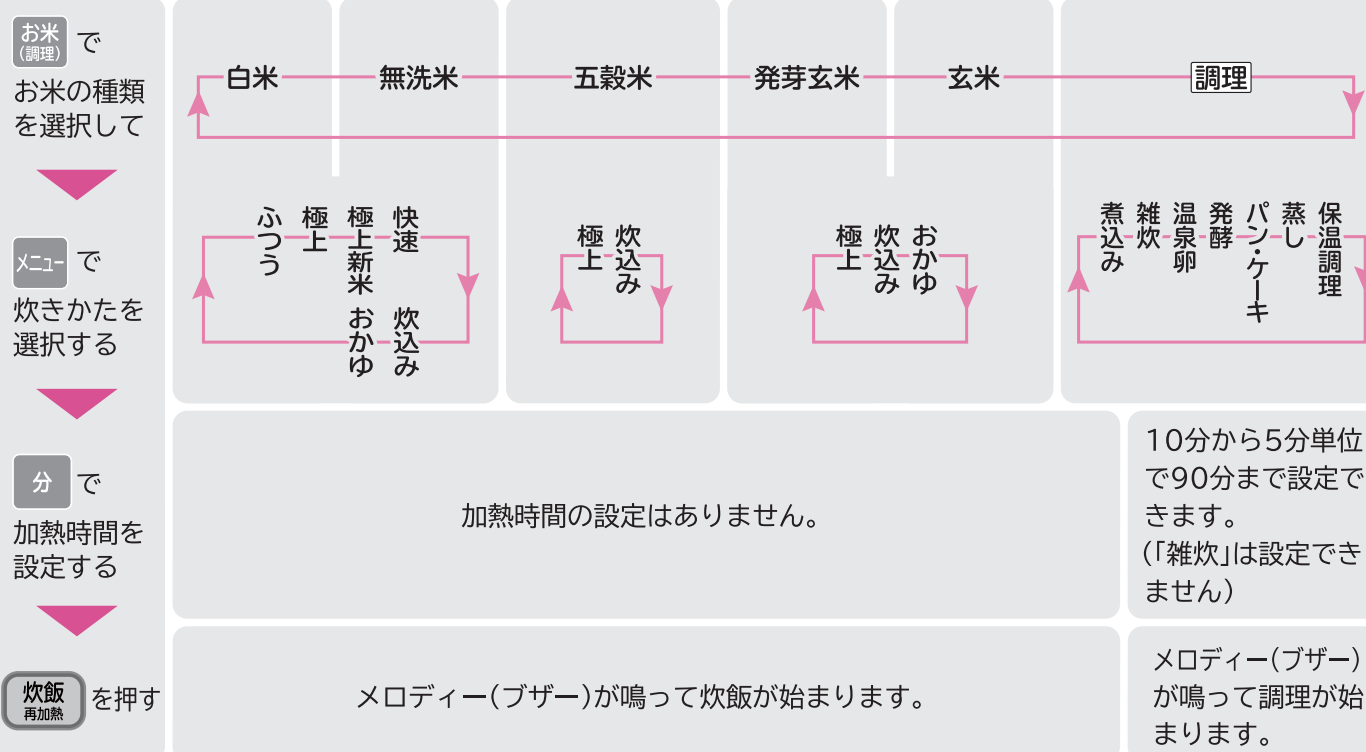 お米
(調理)
で
お米の種類
を選択して
白米
無洗米
五穀米
発芽玄米
玄米
調理
メニュー
で
炊きかたを
選択する
ふつう
極上
極上新米
快速
炊込み
おかゆ
極上
炊込み
極上
炊込み
おかゆ
煮込み
雑炊
温泉卵
発酵
パン・ケーキ
蒸し
保温調理
分
で
加熱時間を
設定する
加熱時間の設定はありません。
10分から5分単位
で90分まで設定で
きます。
(「雑炊」は設定でき
ません)
炊飯
再加熱
を押す
メロディー(ブザー)が鳴って炊飯が始まります。
メロディー(ブザー)
が鳴って調理が始
まります。